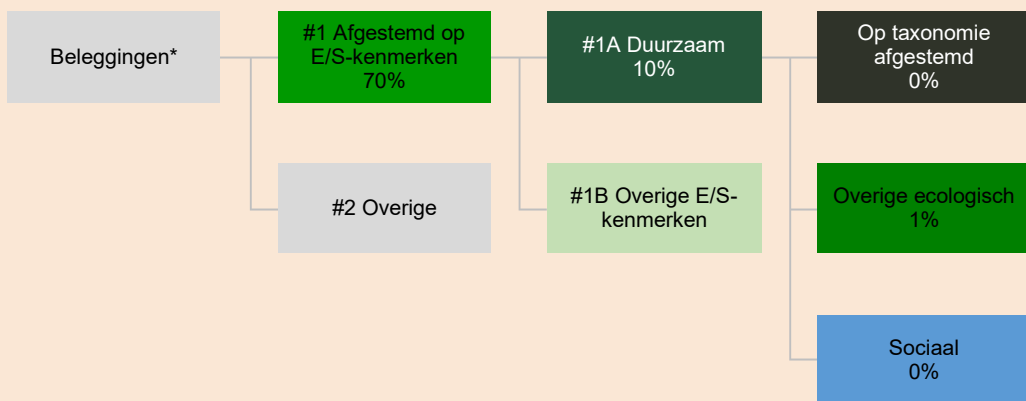 Beleggingen*
#1 Afgestemd op
E/S-kenmerken
70%
#1A Duurzaam
10%
Op taxonomie
afgestemd
0%
#2 Overige
#1B Overige E/S-
kenmerken
Overige ecologisch
1%
Sociaal
0%